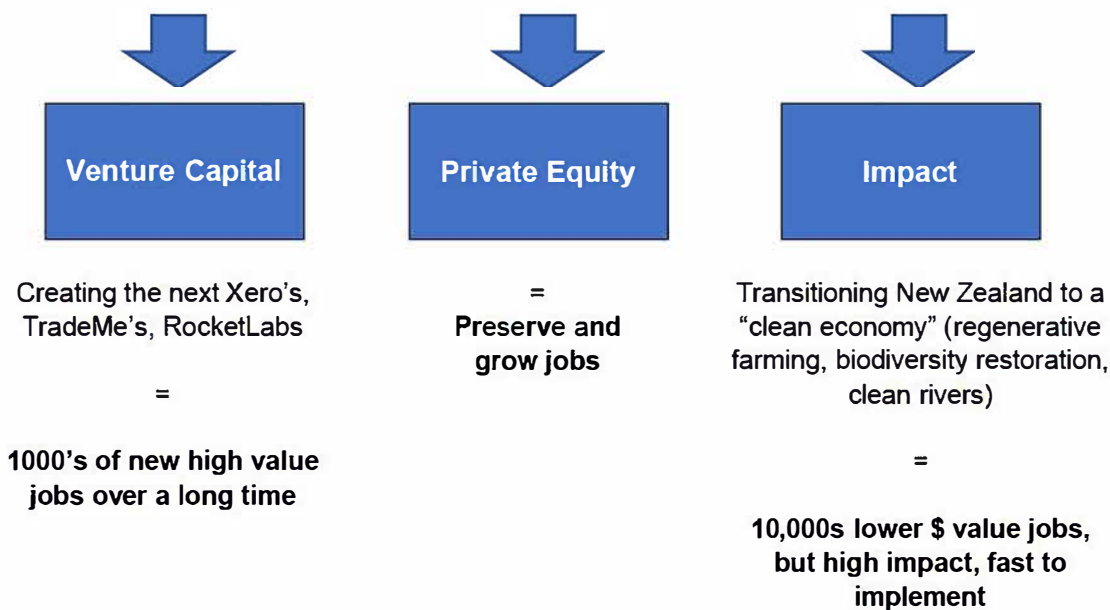 Venture Capital
Private Equity
Impact
Creating the next Xero's,
TradeMe's, RocketLabs
=
1000's of new high value
jobs over a long time
=
Preserve and
grow jobs
Transitioning New Zealand to a
“clean economy” (regenerative
farming, biodiversity restoration,
clean rivers)
=
10,000s lower $ value jobs,
but high impact, fast to
implement